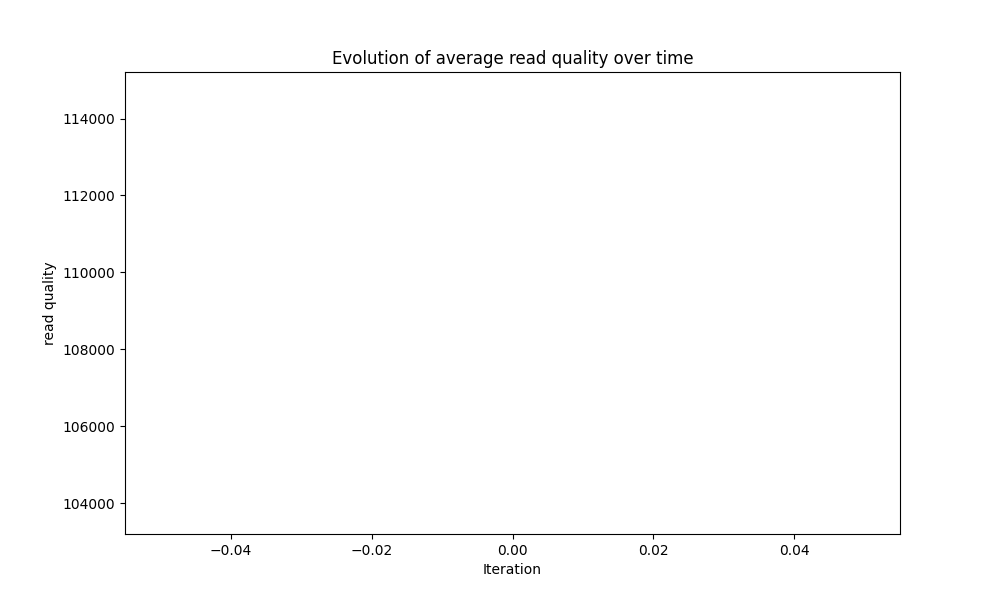 Evolution of average read quality over time
114000
112000
110000
108000
106000
104000
read quality
−0.04 −0.02 0.00 0.02 0.04
Iteration